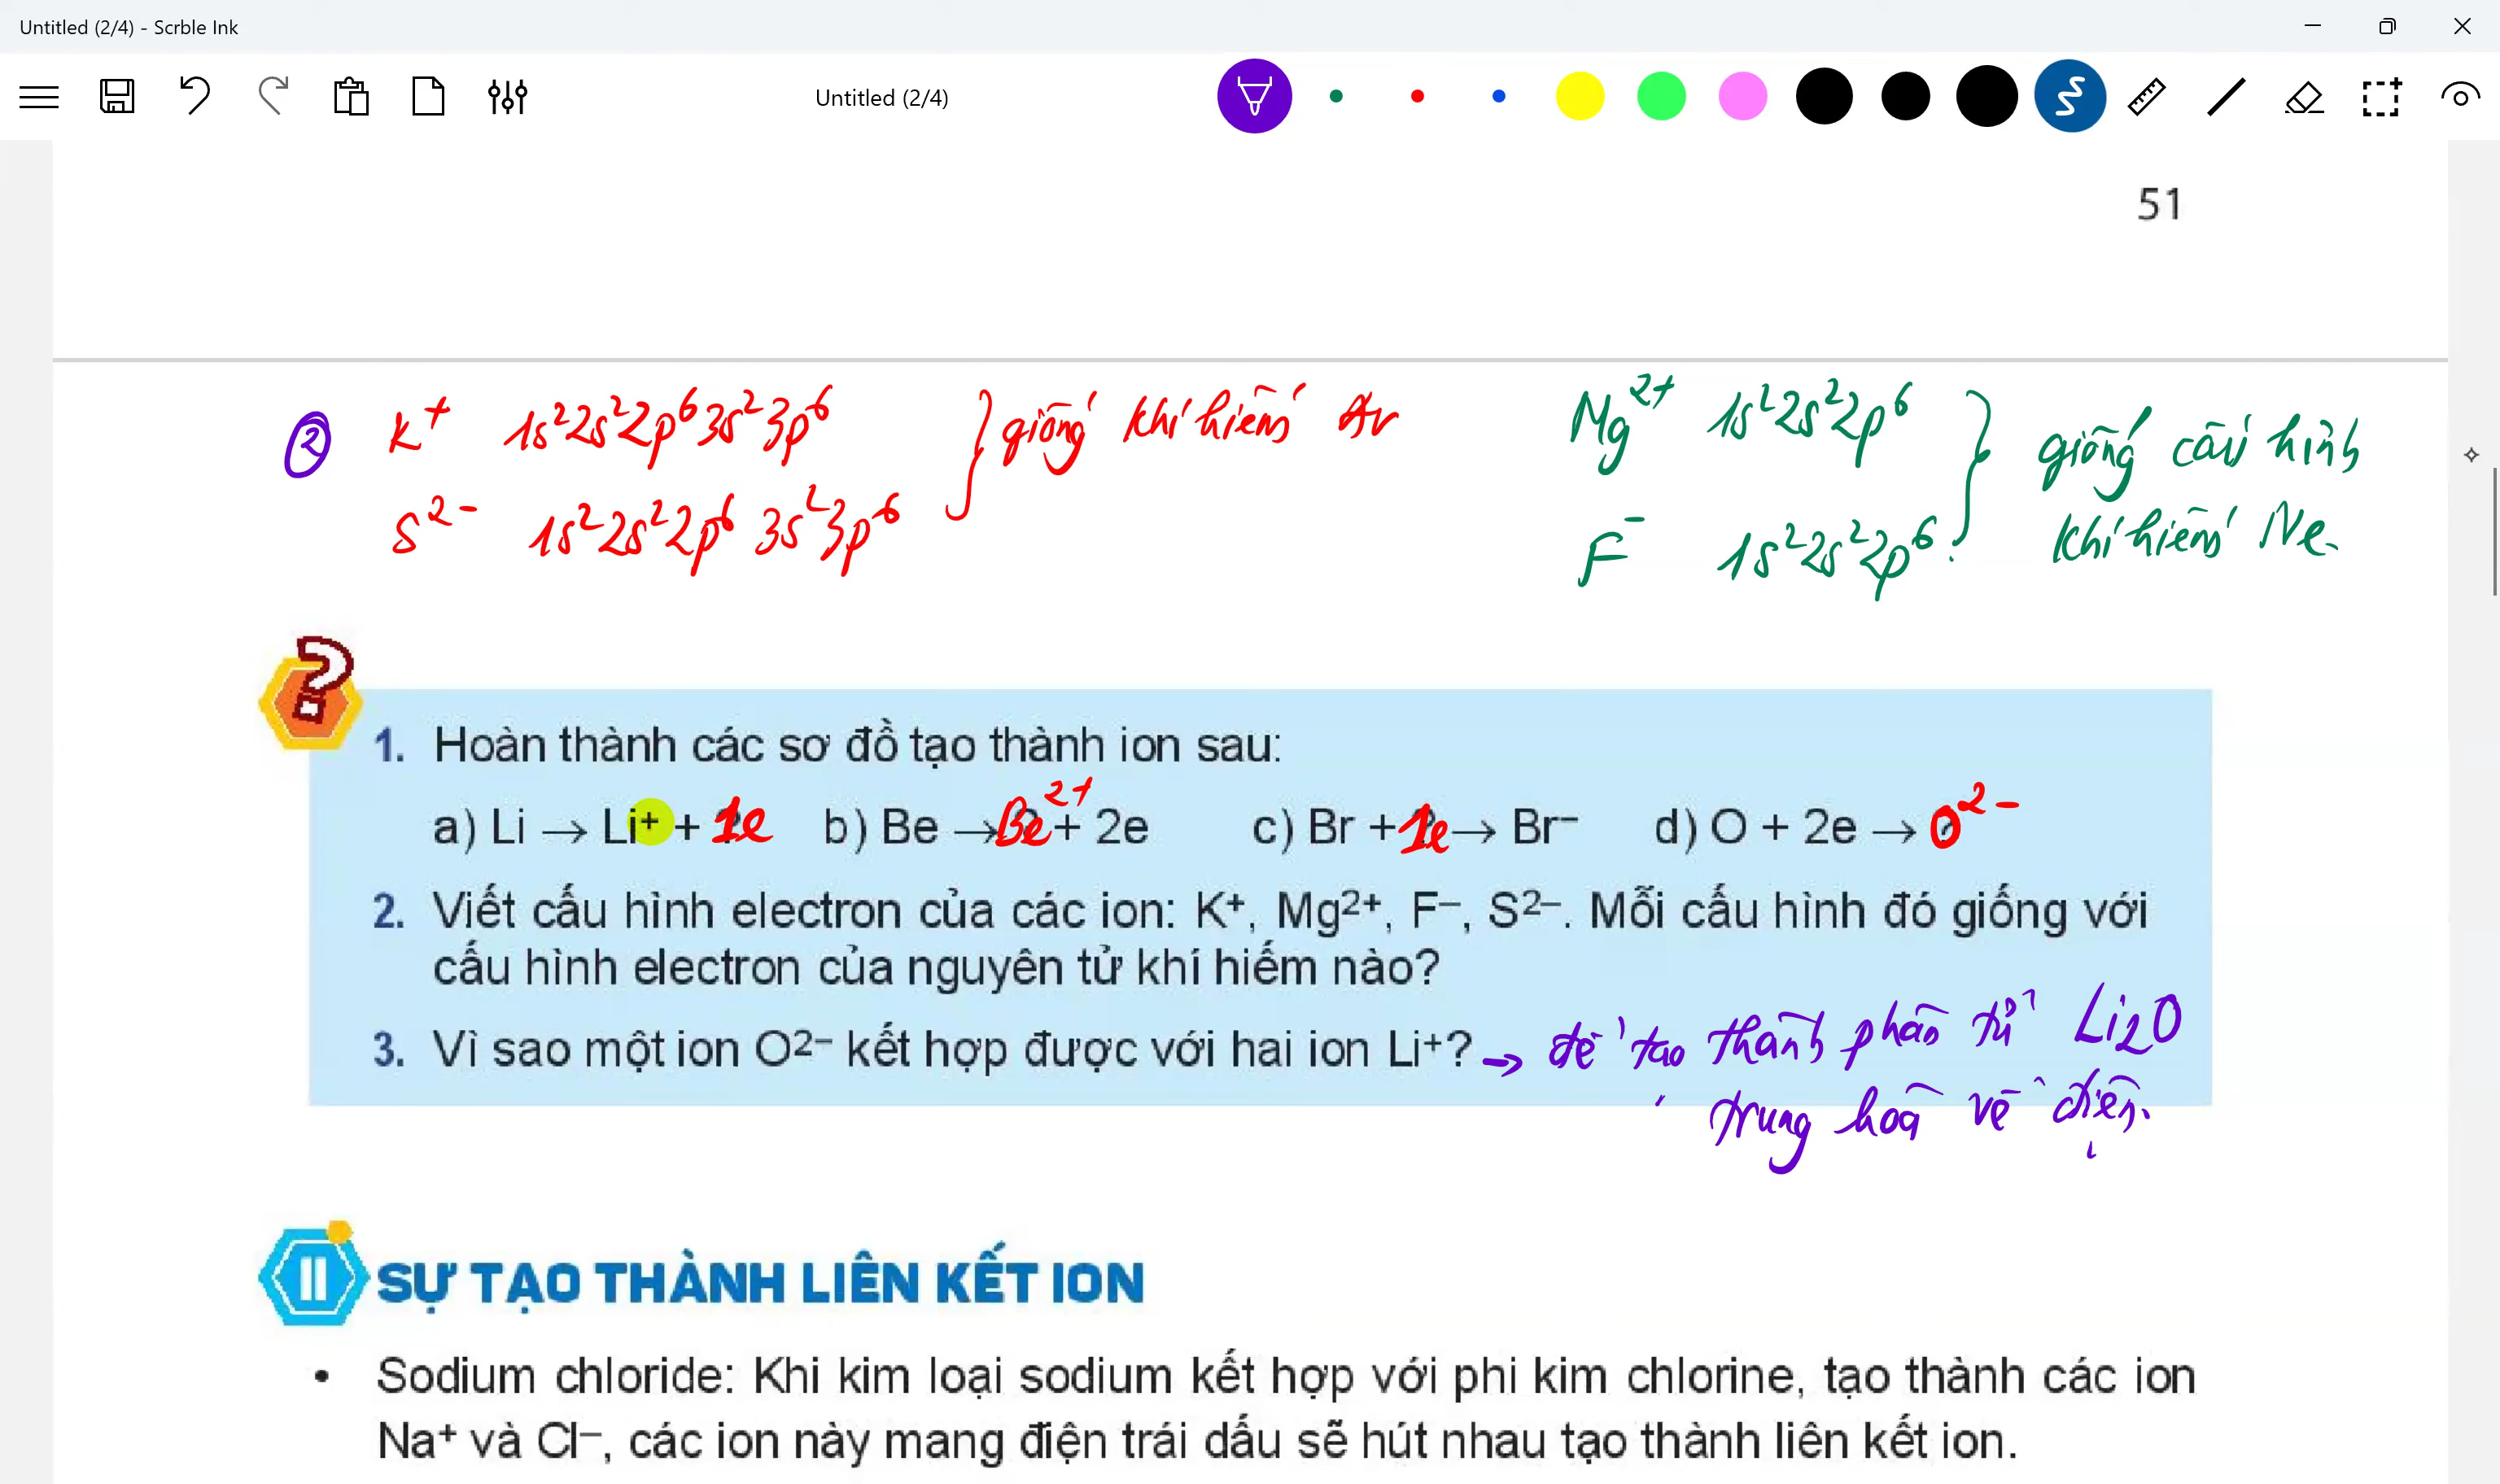 Untitled (2/4) - Scrble Ink
Untitled (2/4)
51
② K⁺ 1s²2s²2p⁶3s²3p⁶ } giống khí hiếm Ar
S²⁻ 1s²2s²2p⁶ 3s²3p⁶
Mg²⁺ 1s²2s²2p⁶ } giống cấu hình
F⁻ 1s²2s²2p⁶. khí hiếm Ne.
?
1. Hoàn thành các sơ đồ tạo thành ion sau:
a) Li → Li⁺ + 1e b) Be → Be²⁺ + 2e c) Br + 1e → Br⁻ d) O + 2e → O²⁻
2. Viết cấu hình electron của các ion: K⁺, Mg²⁺, F⁻, S²⁻. Mỗi cấu hình đó giống với
cấu hình electron của nguyên tử khí hiếm nào?
3. Vì sao một ion O²⁻ kết hợp được với hai ion Li⁺? → để tạo thành phân tử Li₂O
trung hoà về điện.
II SỰ TẠO THÀNH LIÊN KẾT ION
• Sodium chloride: Khi kim loại sodium kết hợp với phi kim chlorine, tạo thành các ion
Na⁺ và Cl⁻, các ion này mang điện trái dấu sẽ hút nhau tạo thành liên kết ion.